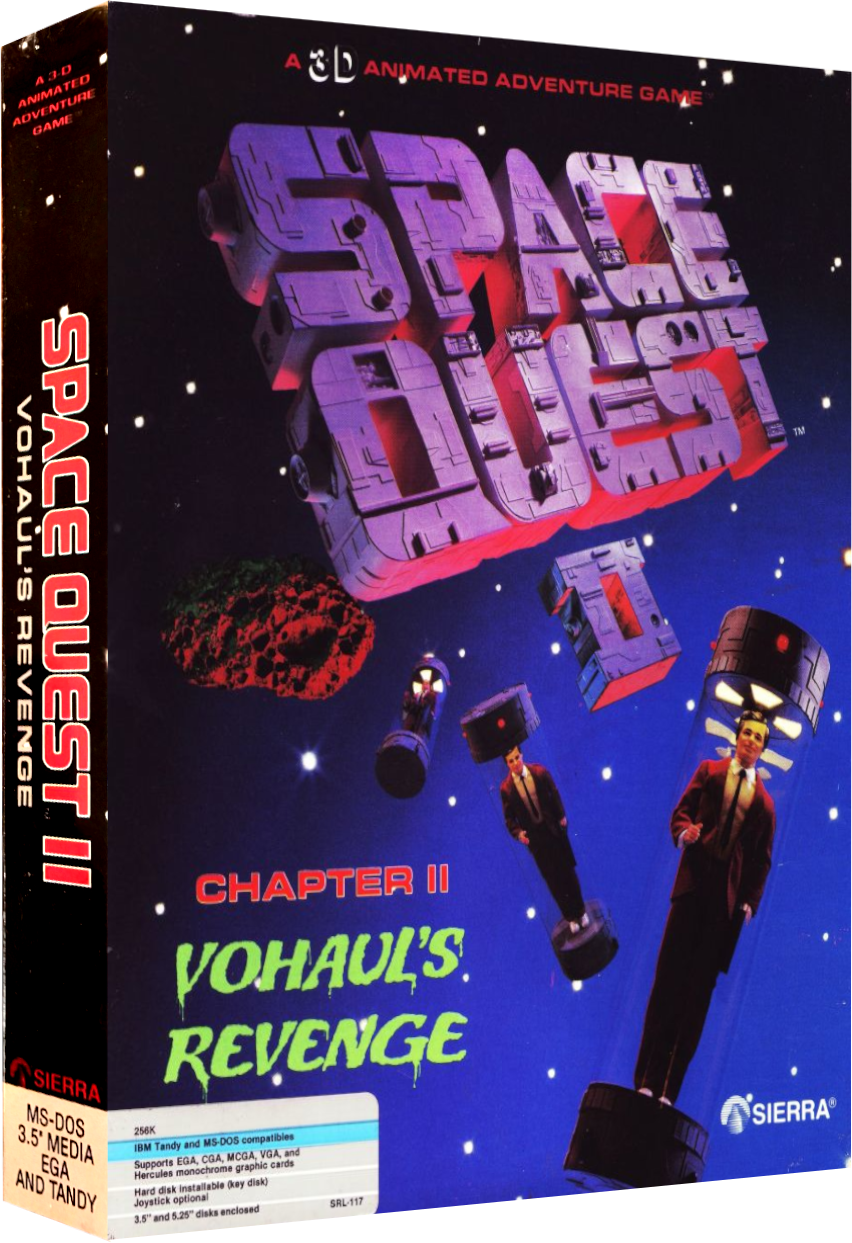 A 3-D
ANIMATED
ADVENTURE
GAME™
SPACE QUEST II
VOHAUL'S REVENGE
SIERRA
MS-DOS
3.5" MEDIA
EGA
AND TANDY
A 3D ANIMATED ADVENTURE GAME™
SPACE
QUEST™
II
CHAPTER II
VOHAUL'S
REVENGE
256K
IBM Tandy and MS-DOS compatibles
Supports EGA, CGA, MCGA, VGA, and
Hercules monochrome graphic cards
Hard disk installable (key disk)
Joystick optional
3.5" and 5.25" disks enclosed
SRL-117
SIERRA®